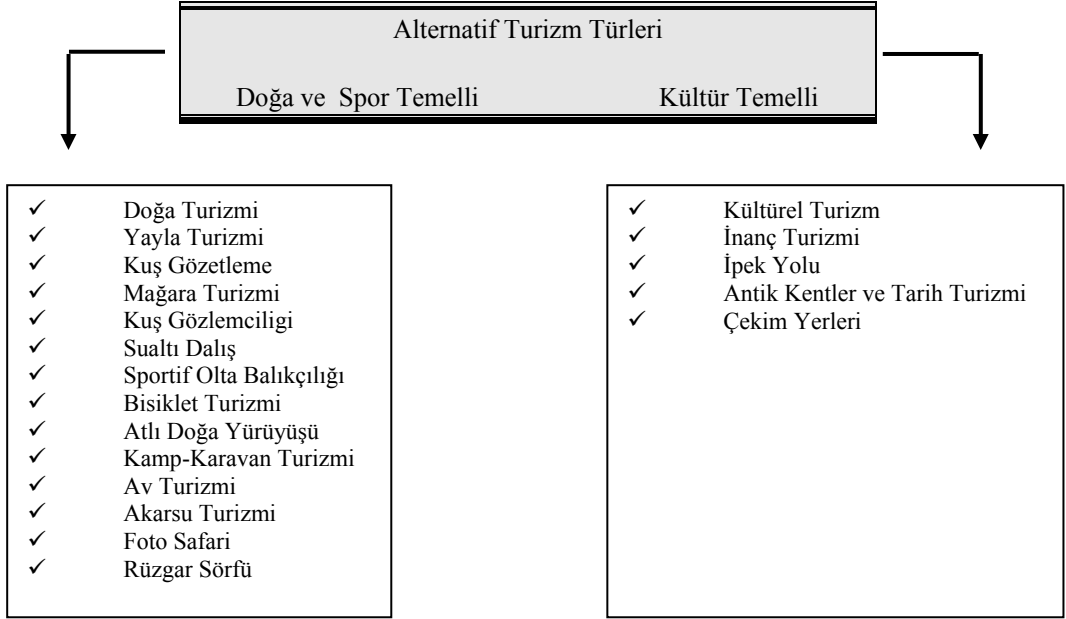 Alternatif Turizm Türleri
Doğa ve Spor Temelli Kültür Temelli
✓ Doğa Turizmi
✓ Yayla Turizmi
✓ Kuş Gözetleme
✓ Mağara Turizmi
✓ Kuş Gözlemciligi
✓ Sualtı Dalış
✓ Sportif Olta Balıkçılığı
✓ Bisiklet Turizmi
✓ Atlı Doğa Yürüyüşü
✓ Kamp-Karavan Turizmi
✓ Av Turizmi
✓ Akarsu Turizmi
✓ Foto Safari
✓ Rüzgar Sörfü
✓ Kültürel Turizm
✓ İnanç Turizmi
✓ İpek Yolu
✓ Antik Kentler ve Tarih Turizmi
✓ Çekim Yerleri